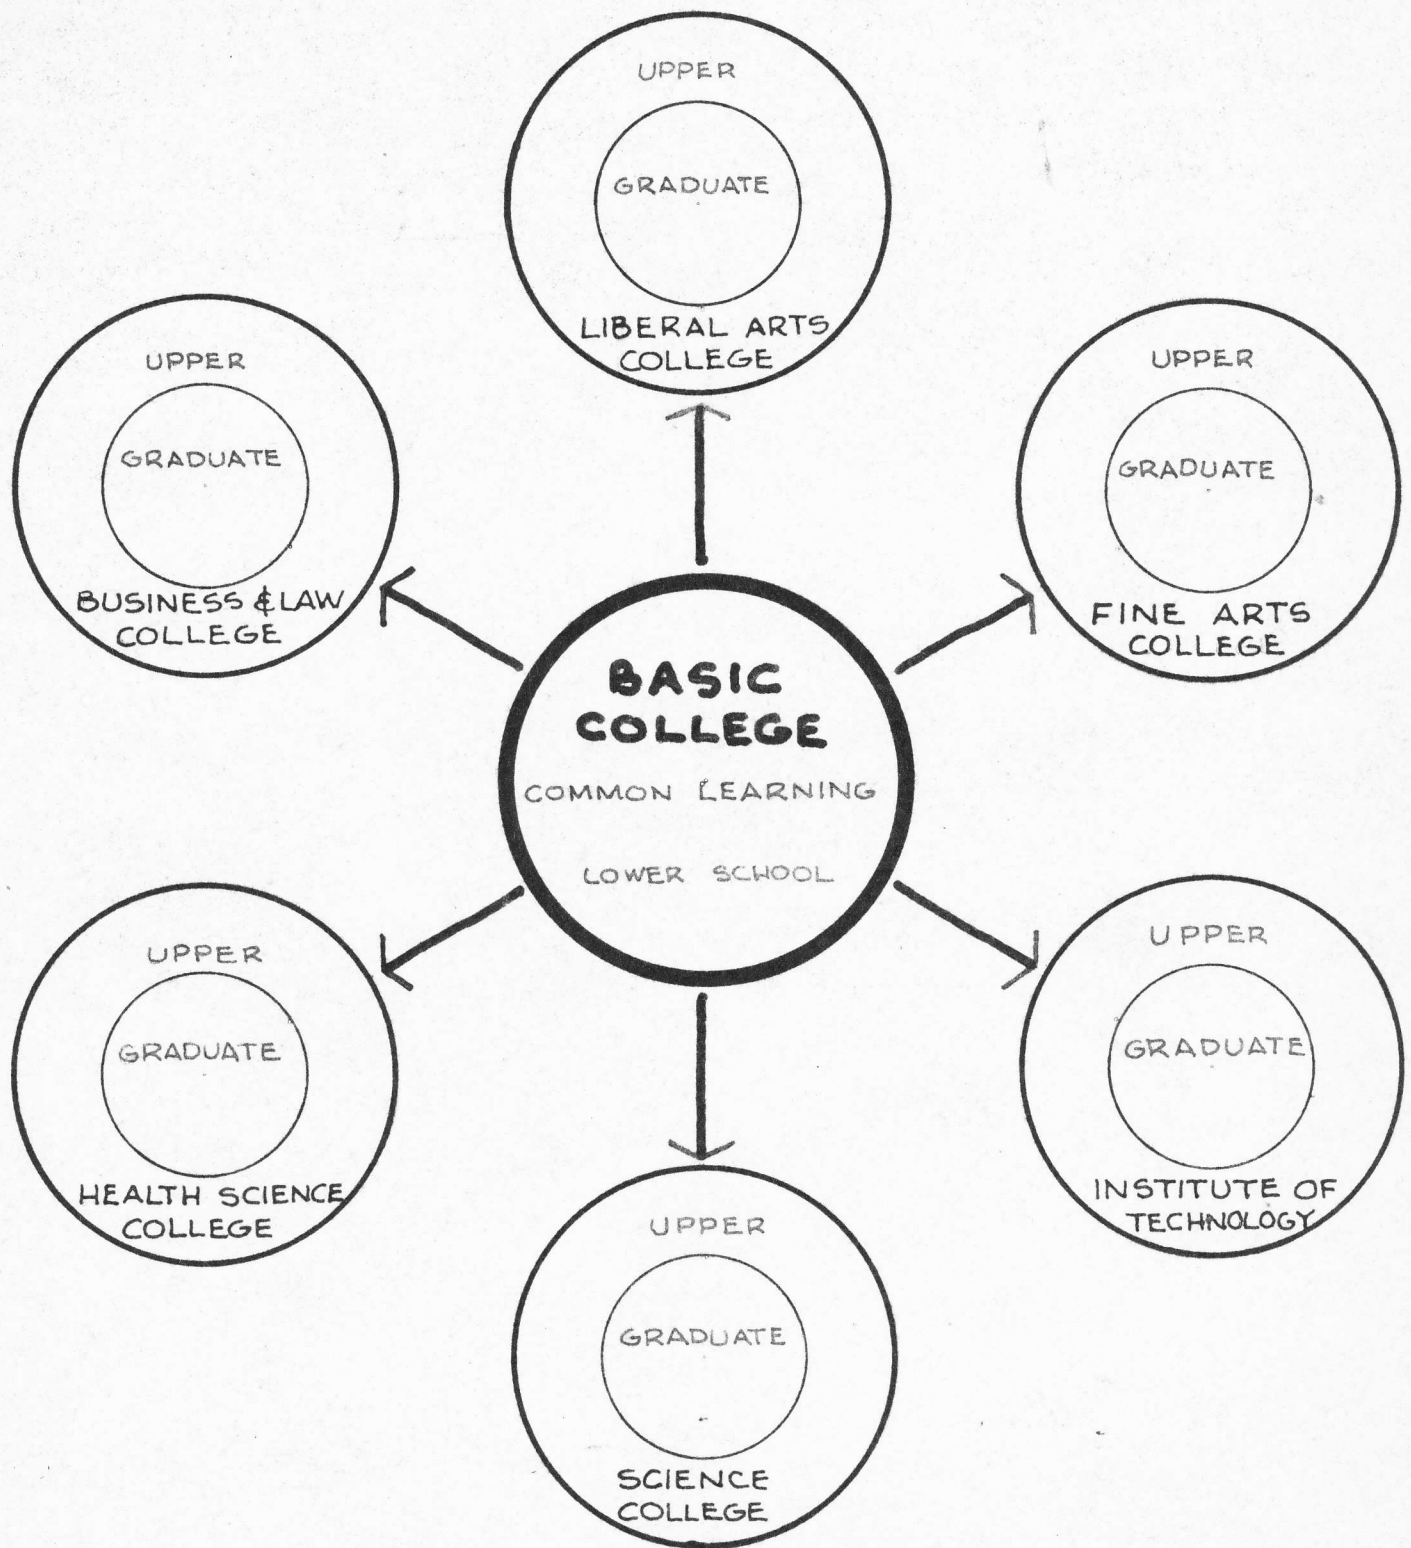 UPPER
GRADUATE
LIBERAL ARTS
COLLEGE
UPPER
GRADUATE
BUSINESS & LAW
COLLEGE
UPPER
GRADUATE
FINE ARTS
COLLEGE
BASIC
COLLEGE
COMMON LEARNING
LOWER SCHOOL
UPPER
GRADUATE
HEALTH SCIENCE
COLLEGE
UPPER
GRADUATE
INSTITUTE OF
TECHNOLOGY
UPPER
GRADUATE
SCIENCE
COLLEGE